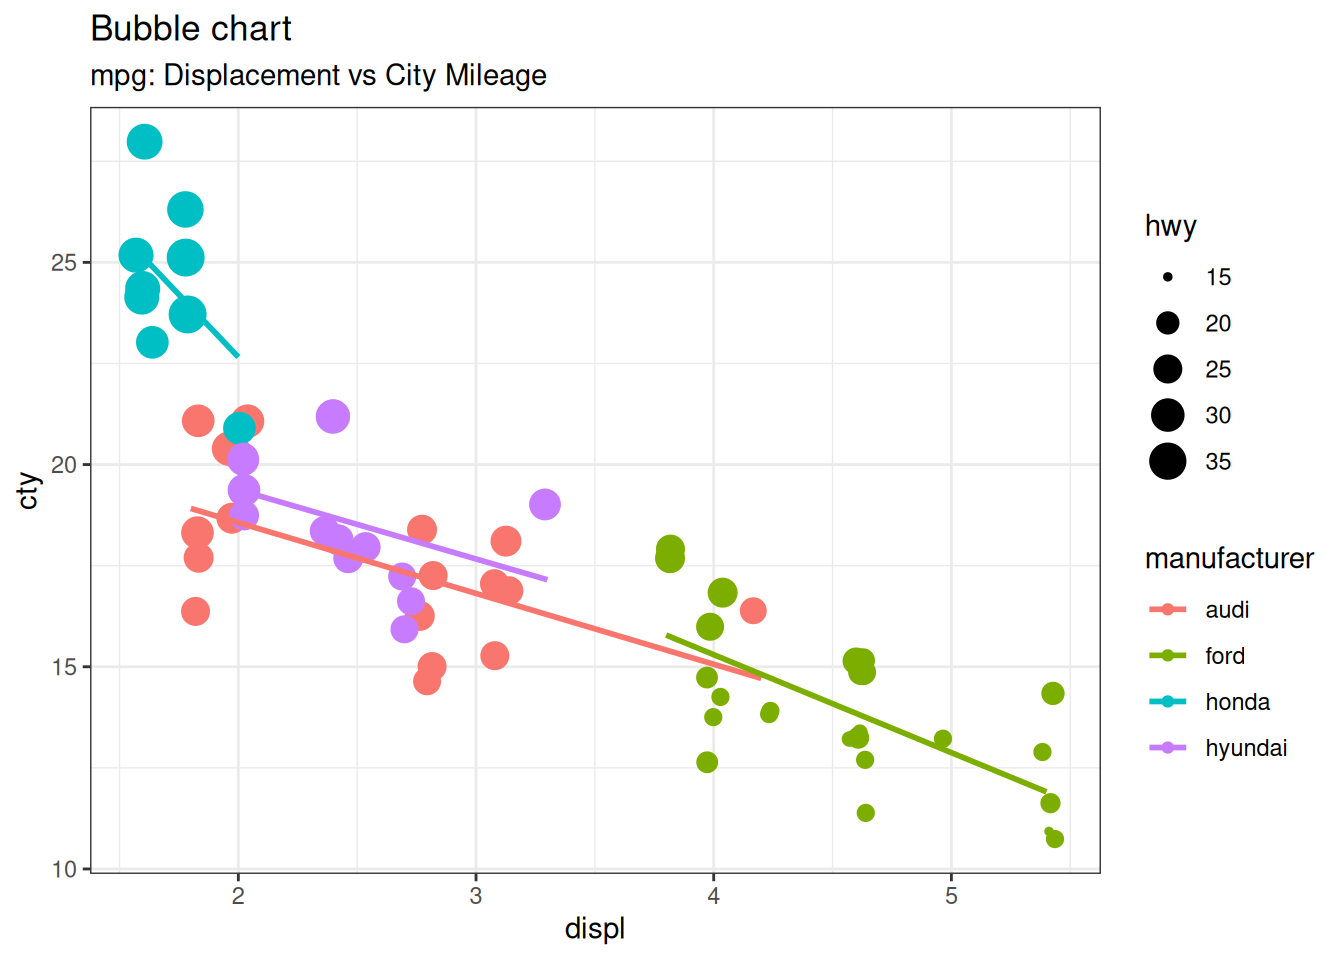 Bubble chart
mpg: Displacement vs City Mileage
25
20
15
10
cty
2 3 4 5
displ
hwy
15
20
25
30
35
manufacturer
audi
ford
honda
hyundai